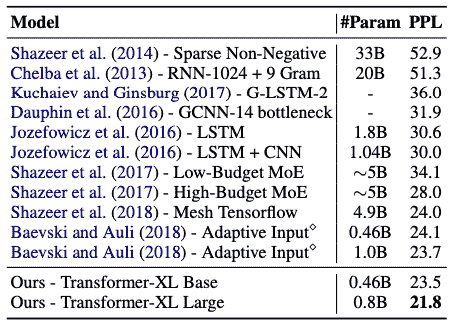 Model #Param PPL
Shazeer et al. (2014) - Sparse Non-Negative 33B 52.9
Chelba et al. (2013) - RNN-1024 + 9 Gram 20B 51.3
Kuchaiev and Ginsburg (2017) - G-LSTM-2 - 36.0
Dauphin et al. (2016) - GCNN-14 bottleneck - 31.9
Jozefowicz et al. (2016) - LSTM 1.8B 30.6
Jozefowicz et al. (2016) - LSTM + CNN 1.04B 30.0
Shazeer et al. (2017) - Low-Budget MoE ∼5B 34.1
Shazeer et al. (2017) - High-Budget MoE ∼5B 28.0
Shazeer et al. (2018) - Mesh Tensorflow 4.9B 24.0
Baevski and Auli (2018) - Adaptive Input⋄ 0.46B 24.1
Baevski and Auli (2018) - Adaptive Input⋄ 1.0B 23.7
Ours - Transformer-XL Base 0.46B 23.5
Ours - Transformer-XL Large 0.8B 21.8